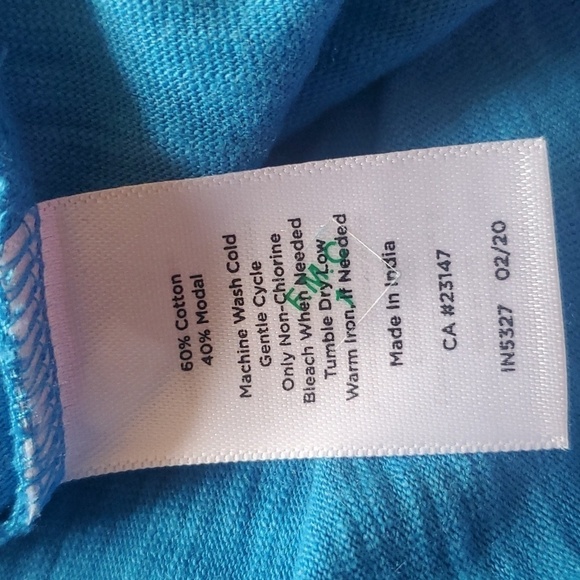 60% Cotton
40% Modal
Machine Wash Cold
Gentle Cycle
Only Non-Chlorine
Bleach When Needed
Tumble Dry Low
Warm Iron, If Needed
Made In India
CA #23147
IN5327 02/20